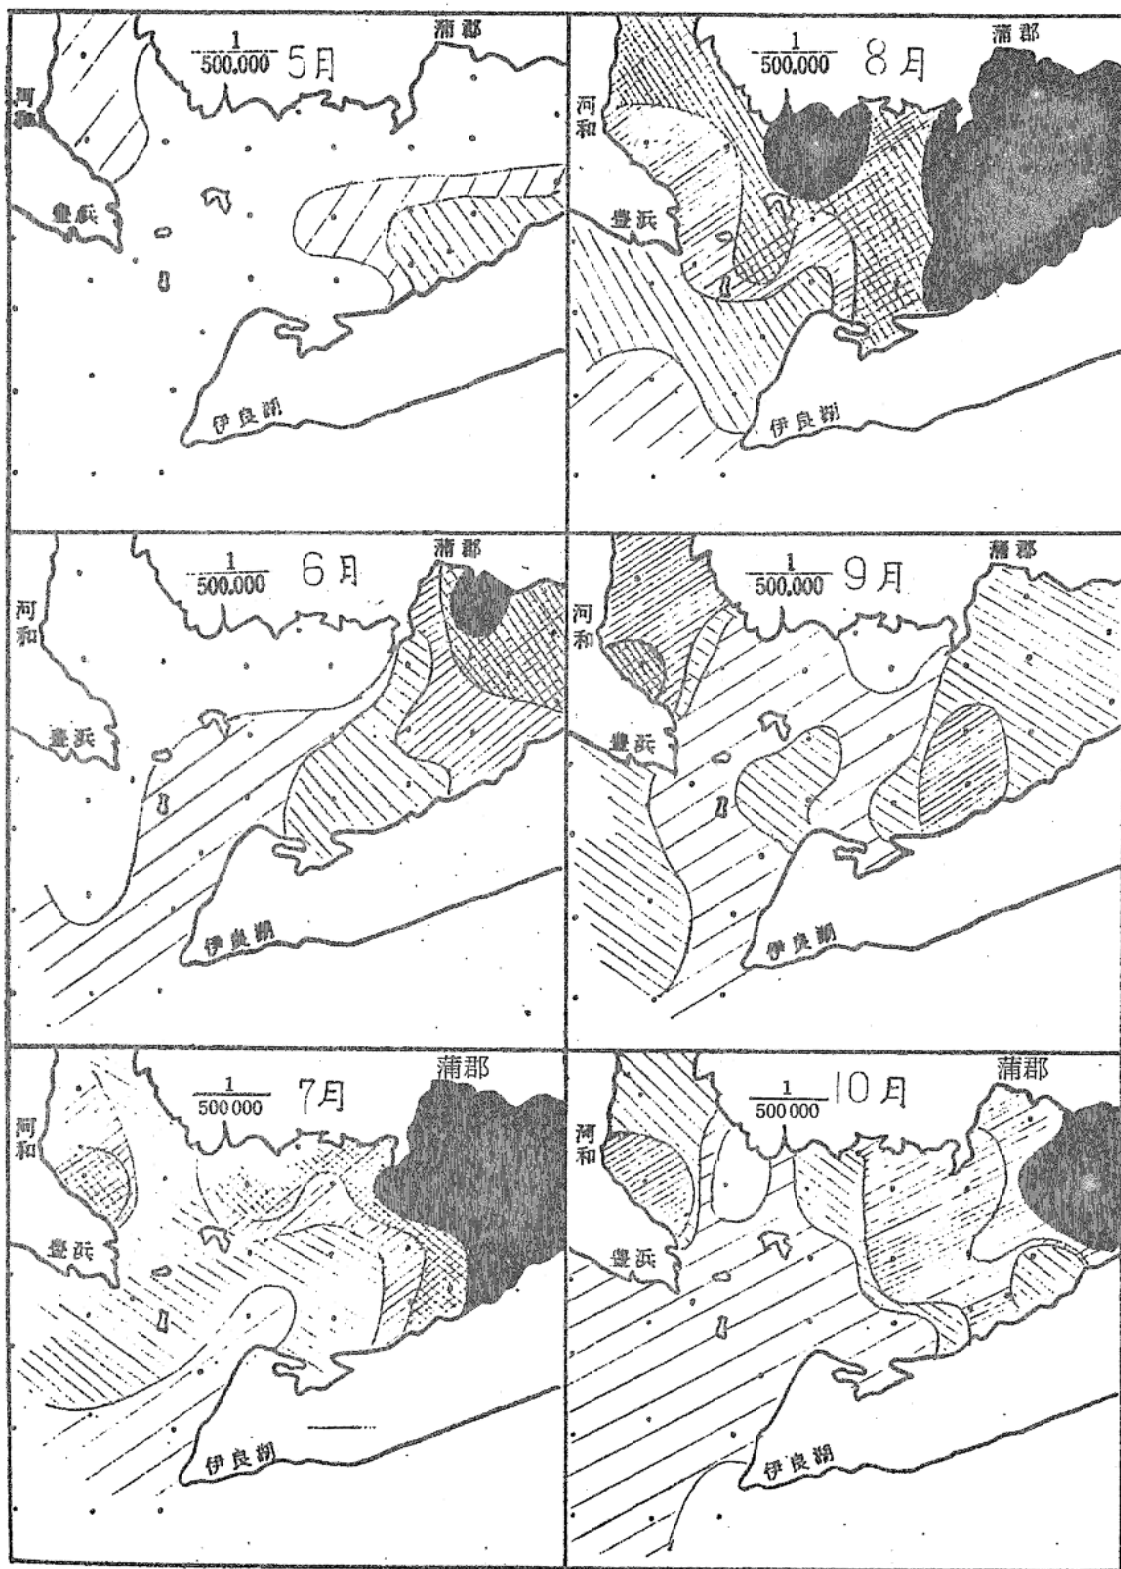 蒲郡
1
500.000
5月
河
和
豊浜
伊良湖
蒲郡
1
500.000
8月
河
和
豊浜
伊良湖
蒲郡
1
500.000
6月
河
和
豊浜
伊良湖
蒲郡
1
500.000
9月
河
和
豊浜
伊良湖
蒲郡
1
500000
7月
河
和
豊浜
伊良湖
蒲郡
1
500000
10月
河
和
豊浜
伊良湖